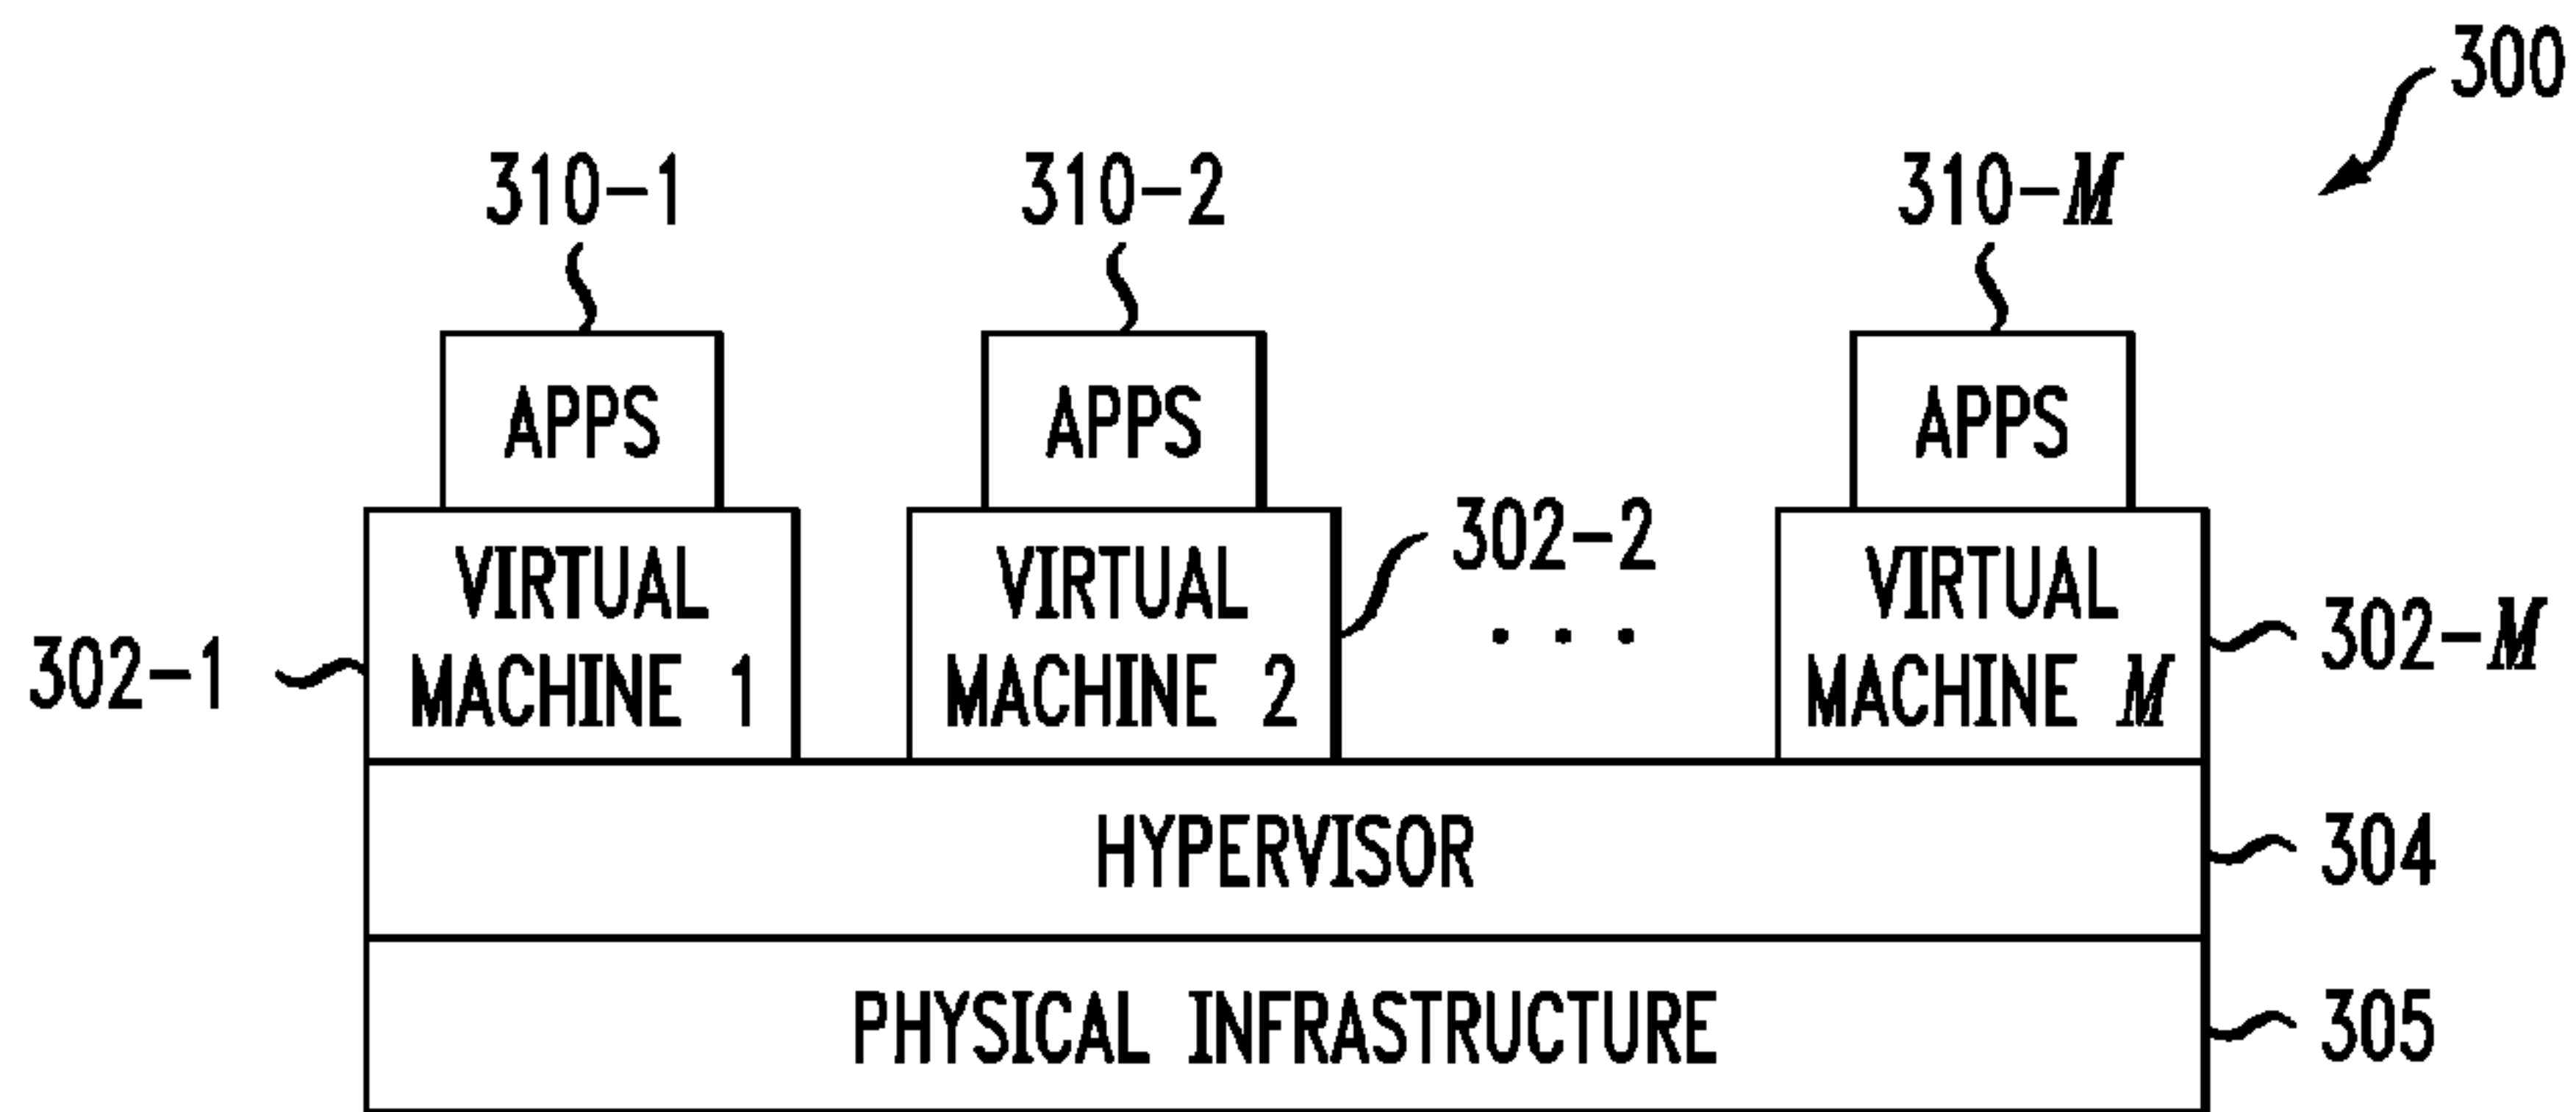 300
310-1
310-2
310-M
APPS
APPS
APPS
302-1
VIRTUAL
MACHINE 1
VIRTUAL
MACHINE 2
302-2
. . .
VIRTUAL
MACHINE M
302-M
HYPERVISOR
304
PHYSICAL INFRASTRUCTURE
305